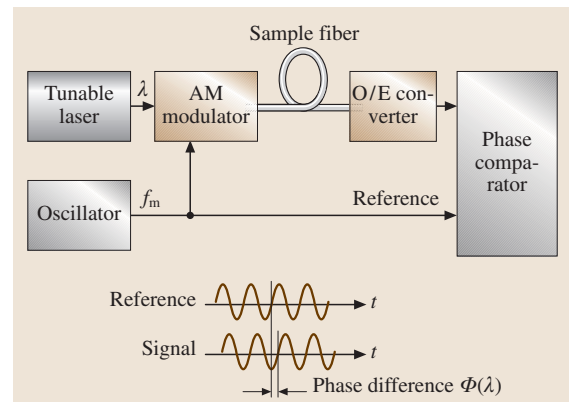 Sample fiber
Tunable
laser
λ
AM
modulator
O/E con-
verter
Phase
compa-
rator
Oscillator
fm
Reference
Reference
t
Signal
t
Phase difference Φ(λ)